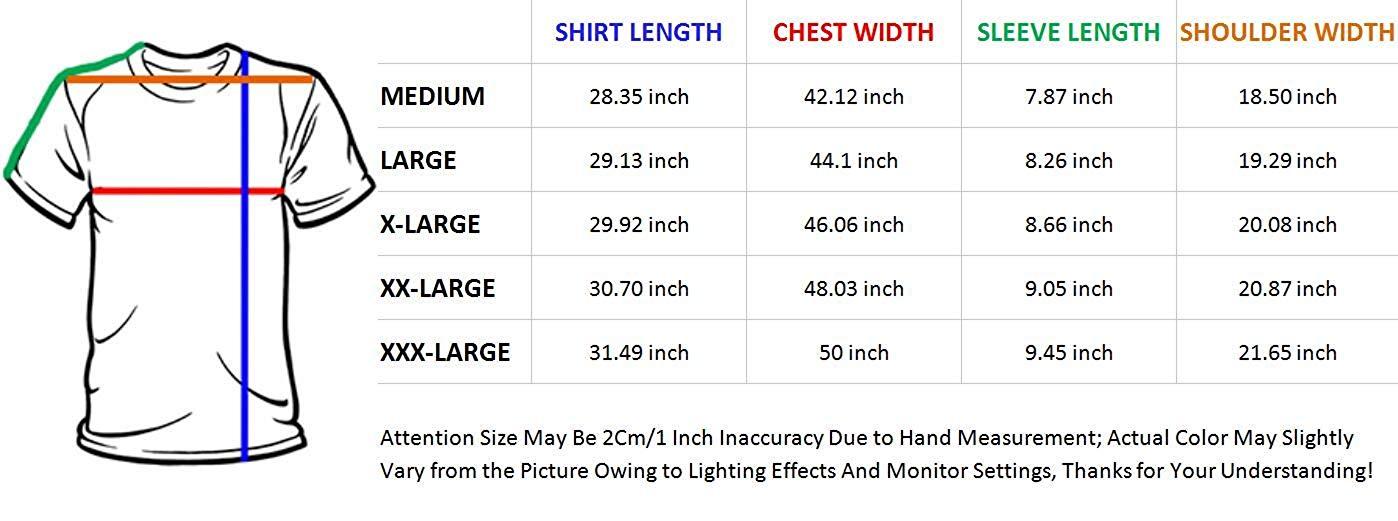 SHIRT LENGTH CHEST WIDTH SLEEVE LENGTH SHOULDER WIDTH
MEDIUM 28.35 inch 42.12 inch 7.87 inch 18.50 inch
LARGE 29.13 inch 44.1 inch 8.26 inch 19.29 inch
X-LARGE 29.92 inch 46.06 inch 8.66 inch 20.08 inch
XX-LARGE 30.70 inch 48.03 inch 9.05 inch 20.87 inch
XXX-LARGE 31.49 inch 50 inch 9.45 inch 21.65 inch
Attention Size May Be 2Cm/1 Inch Inaccuracy Due to Hand Measurement; Actual Color May Slightly
Vary from the Picture Owing to Lighting Effects And Monitor Settings, Thanks for Your Understanding!